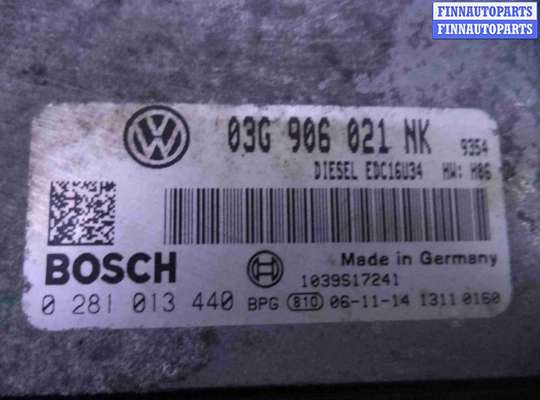 FINNAUTOPARTS
FINNAUTOPARTS
VW
03G 906 021 NK 9354
DIESEL EDC16U34 HW: H06
BOSCH
Made in Germany
1039S17241
0 281 013 440 BPG 810 06-11-14 1311 0160